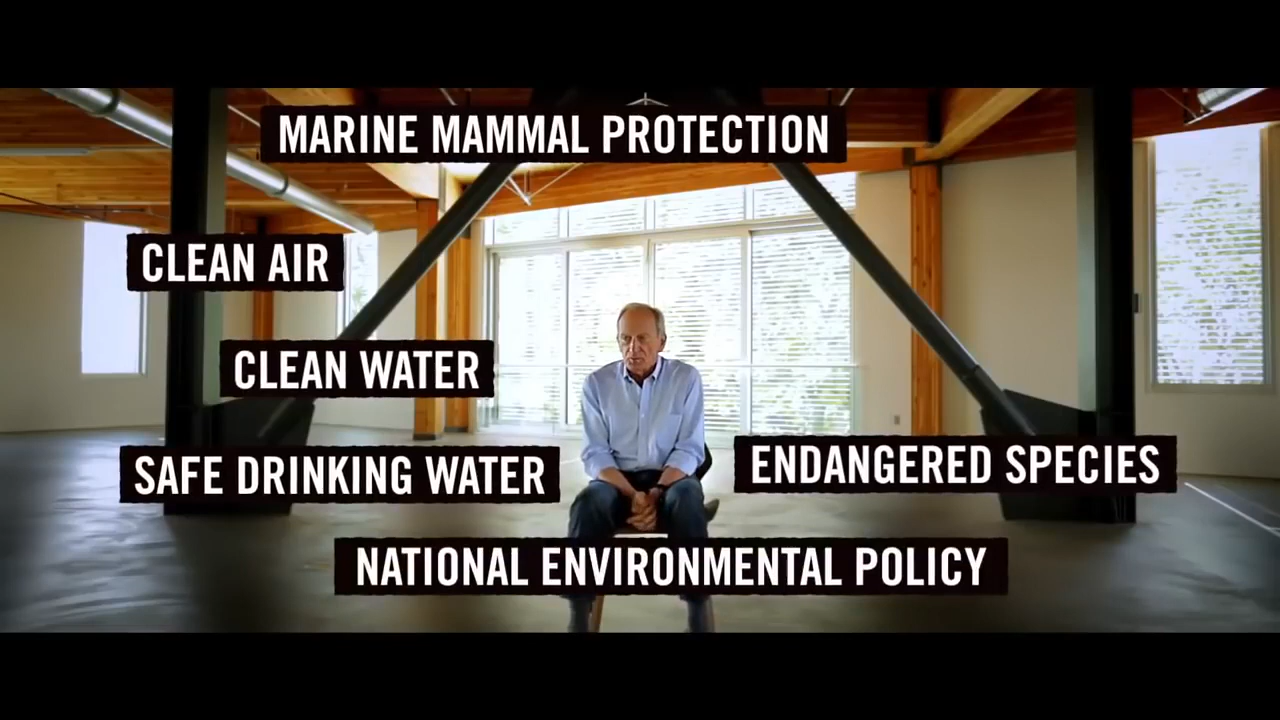 MARINE MAMMAL PROTECTION
CLEAN AIR
CLEAN WATER
SAFE DRINKING WATER
ENDANGERED SPECIES
NATIONAL ENVIRONMENTAL POLICY